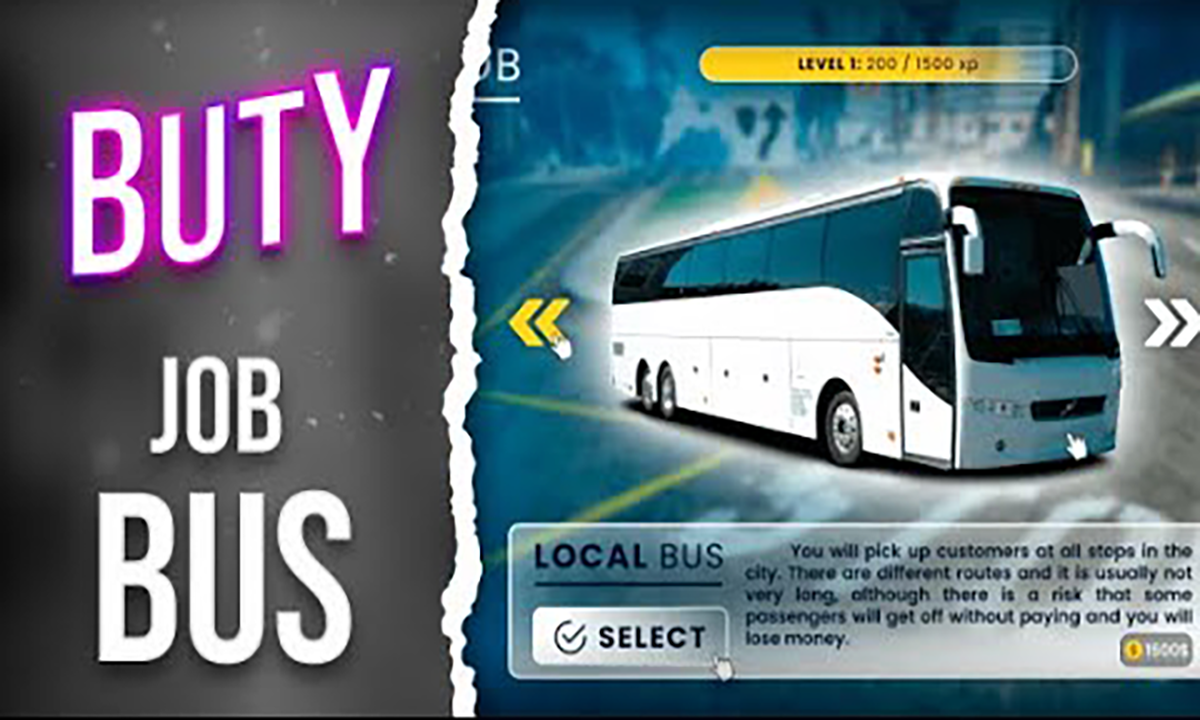 BUTY
JOB
BUS
OB
LEVEL 1: 200 / 1500 xp
LOCAL BUS
SELECT
You will pick up customers at all stops in the
city. There are different routes and it is usually not
very long, although there is a risk that some
passengers will get off without paying and you will
lose money.
1500$